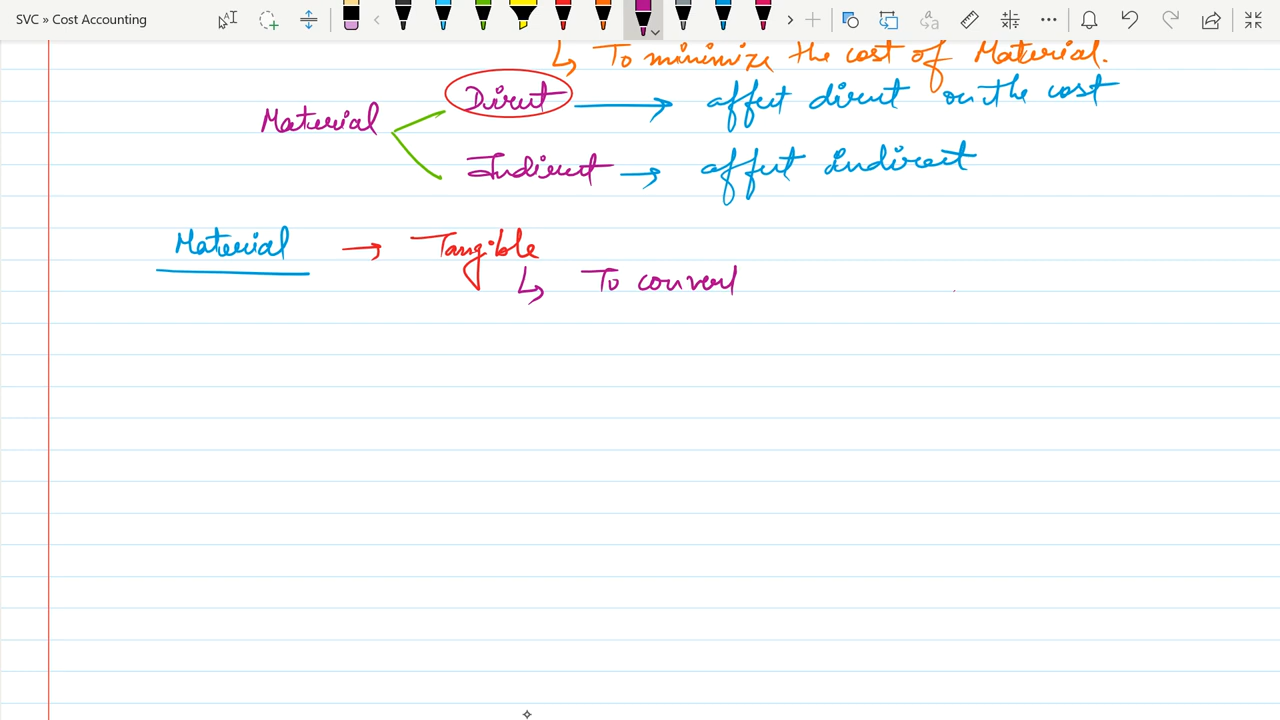 SVC » Cost Accounting
↳ To minimize the cost of Material.
Direct → affect direct on the cost
Material
Indirect → affect indirect
Material → Tangible
↳ To convert